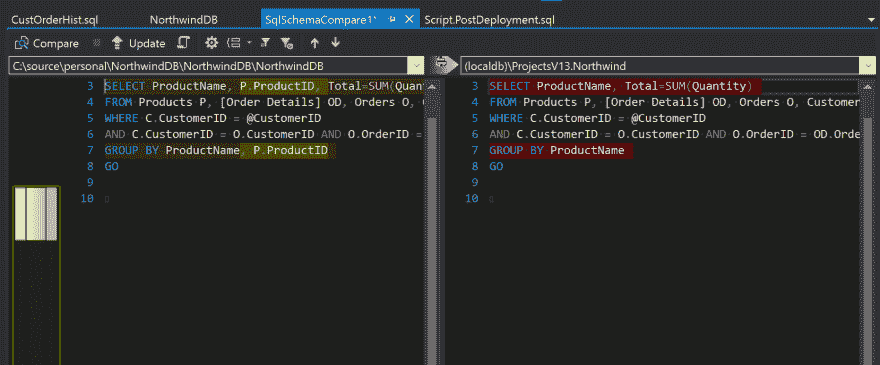 CustOrderHist.sql NorthwindDB SqlSchemaCompare1* Script.PostDeployment.sql
Compare Update
C:\source\personal\NorthwindDB\NorthwindDB\NorthwindDB (localdb)\ProjectsV13.Northwind
3 SELECT ProductName, P.ProductID, Total=SUM(Quan
4 FROM Products P, [Order Details] OD, Orders O,
5 WHERE C.CustomerID = @CustomerID
6 AND C.CustomerID = O.CustomerID AND O.OrderID =
7 GROUP BY ProductName, P.ProductID
8 GO
9
10
3 SELECT ProductName, Total=SUM(Quantity)
4 FROM Products P, [Order Details] OD, Orders O, Custome
5 WHERE C.CustomerID = @CustomerID
6 AND C.CustomerID = O.CustomerID AND O.OrderID = OD.Orde
7 GROUP BY ProductName
8 GO
9
10